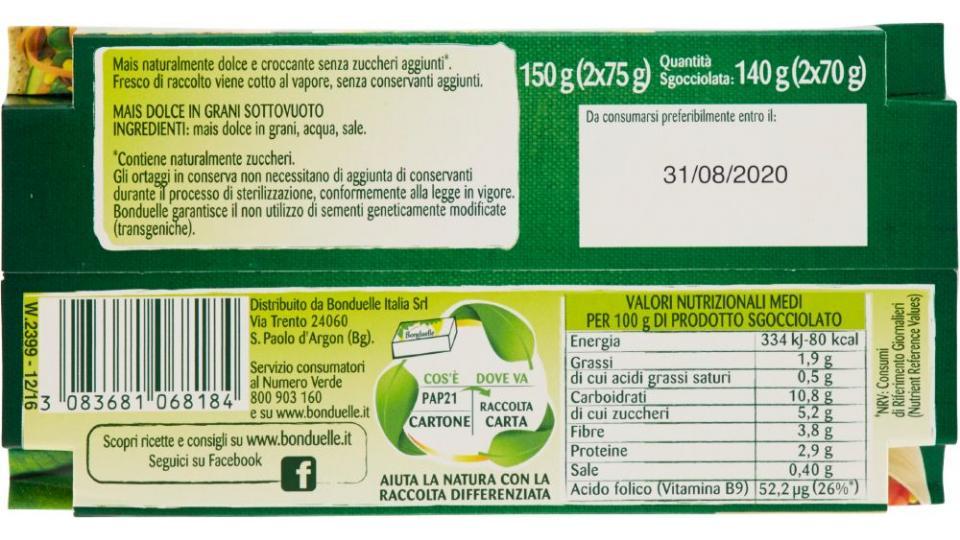 Mais naturalmente dolce e croccante senza zuccheri aggiunti*.
Fresco di raccolto viene cotto al vapore, senza conservanti aggiunti.
MAIS DOLCE IN GRANI SOTTOVUOTO
INGREDIENTI: mais dolce in grani, acqua, sale.
*Contiene naturalmente zuccheri.
Gli ortaggi in conserva non necessitano di aggiunta di conservanti
durante il processo di sterilizzazione, conformemente alla legge in vigore.
Bonduelle garantisce il non utilizzo di sementi geneticamente modificate
(transgeniche).
150 g (2x75 g) Quantità Sgocciolata: 140 g (2x70 g)
Da consumarsi preferibilmente entro il:
31/08/2020
W.2399 - 12/16
3 083681 068184
Distribuito da Bonduelle Italia Srl
Via Trento 24060
S. Paolo d'Argon (Bg).
Servizio consumatori
al Numero Verde
800 903 160
e su www.bonduelle.it
Scopri ricette e consigli su www.bonduelle.it
Seguici su Facebook
f
Bonduelle
COS'È DOVE VA
PAP21 RACCOLTA
CARTONE CARTA
AIUTA LA NATURA CON LA
RACCOLTA DIFFERENZIATA
VALORI NUTRIZIONALI MEDI
PER 100 g DI PRODOTTO SGOCCIOLATO
Energia 334 kJ-80 kcal
Grassi 1,9 g
di cui acidi grassi saturi 0,5 g
Carboidrati 10,8 g
di cui zuccheri 5,2 g
Fibre 3,8 g
Proteine 2,9 g
Sale 0,40 g
Acido folico (Vitamina B9) 52,2 µg (26%*)
*NRV: Consumi
di Riferimento Giornalieri
(Nutrient Reference Values)